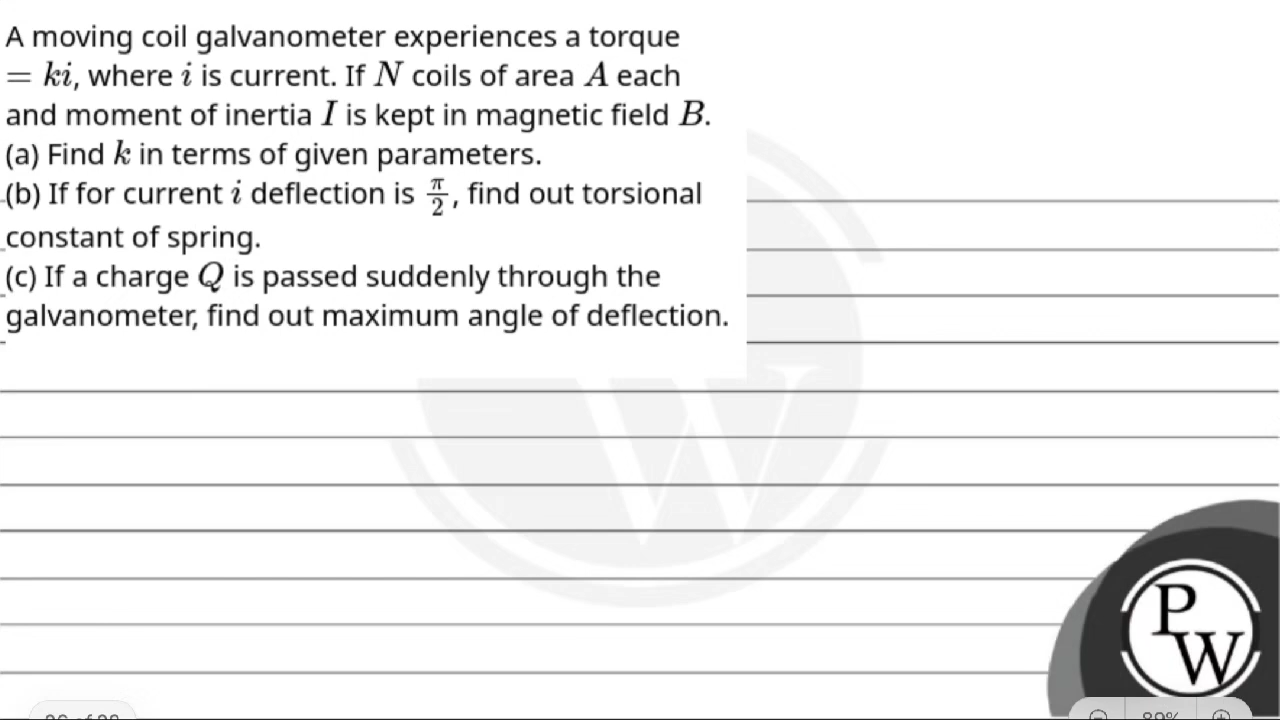 A moving coil galvanometer experiences a torque
= ki, where i is current. If N coils of area A each
and moment of inertia I is kept in magnetic field B.
(a) Find k in terms of given parameters.
(b) If for current i deflection is π/2, find out torsional
constant of spring.
(c) If a charge Q is passed suddenly through the
galvanometer, find out maximum angle of deflection.
W
P
W